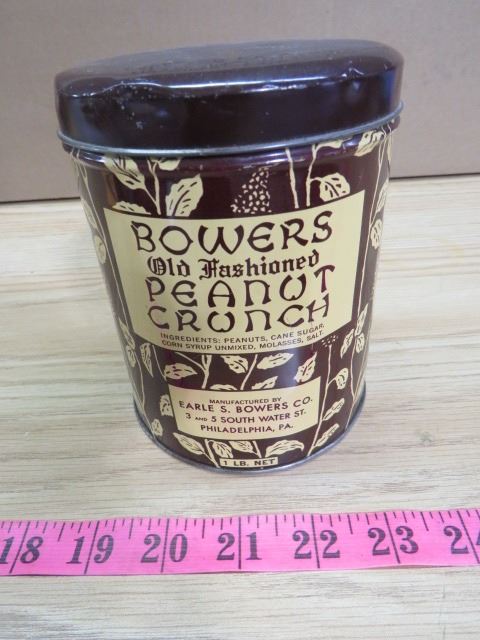 BOWERS
Old Fashioned
PEANUT
CRUNCH
INGREDIENTS: PEANUTS, CANE SUGAR,
CORN SYRUP UNMIXED, MOLASSES, SALT.
MANUFACTURED BY
EARLE S. BOWERS CO.
3 AND 5 SOUTH WATER ST.
PHILADELPHIA, PA.
1 LB. NET
18 19 20 21 22 23 24